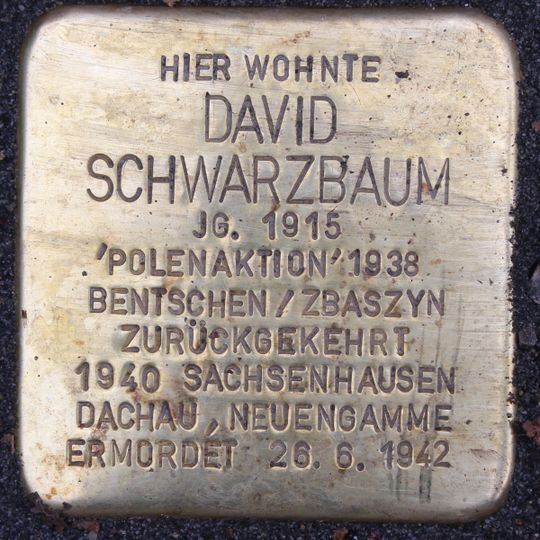 HIER WOHNTE
DAVID
SCHWARZBAUM
JG. 1915
'POLENAKTION' 1938
BENTSCHEN / ZBASZYN
ZURÜCKGEKEHRT
1940 SACHSENHAUSEN
DACHAU, NEUENGAMME
ERMORDET 26. 6. 1942